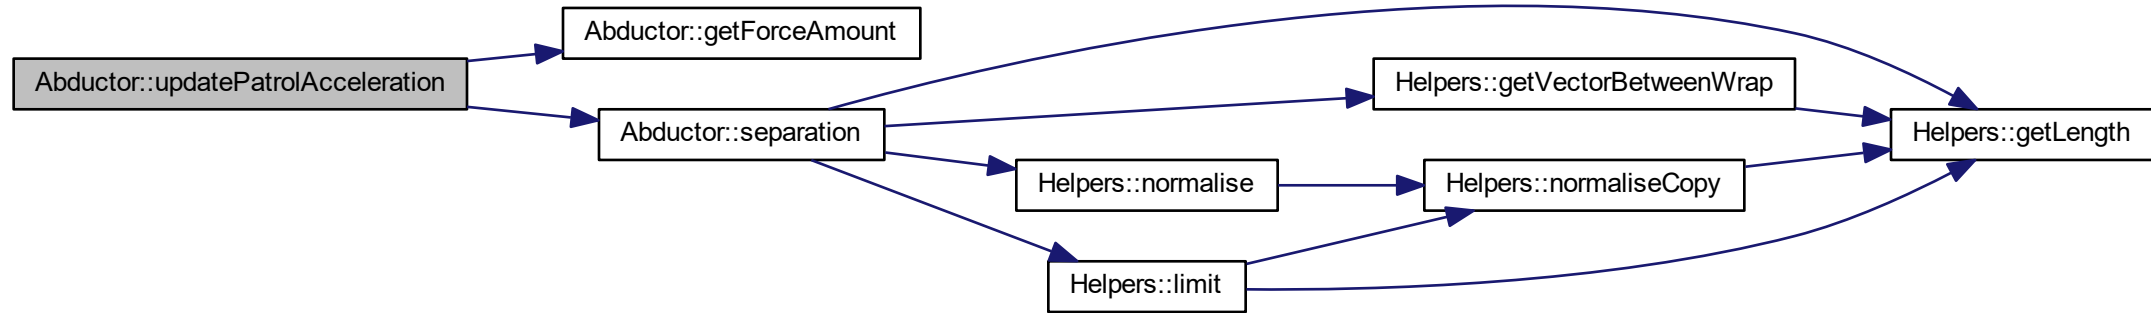 Abductor::updatePatrolAcceleration
Abductor::getForceAmount
Abductor::separation
Helpers::getVectorBetweenWrap
Helpers::normalise
Helpers::limit
Helpers::normaliseCopy
Helpers::getLength